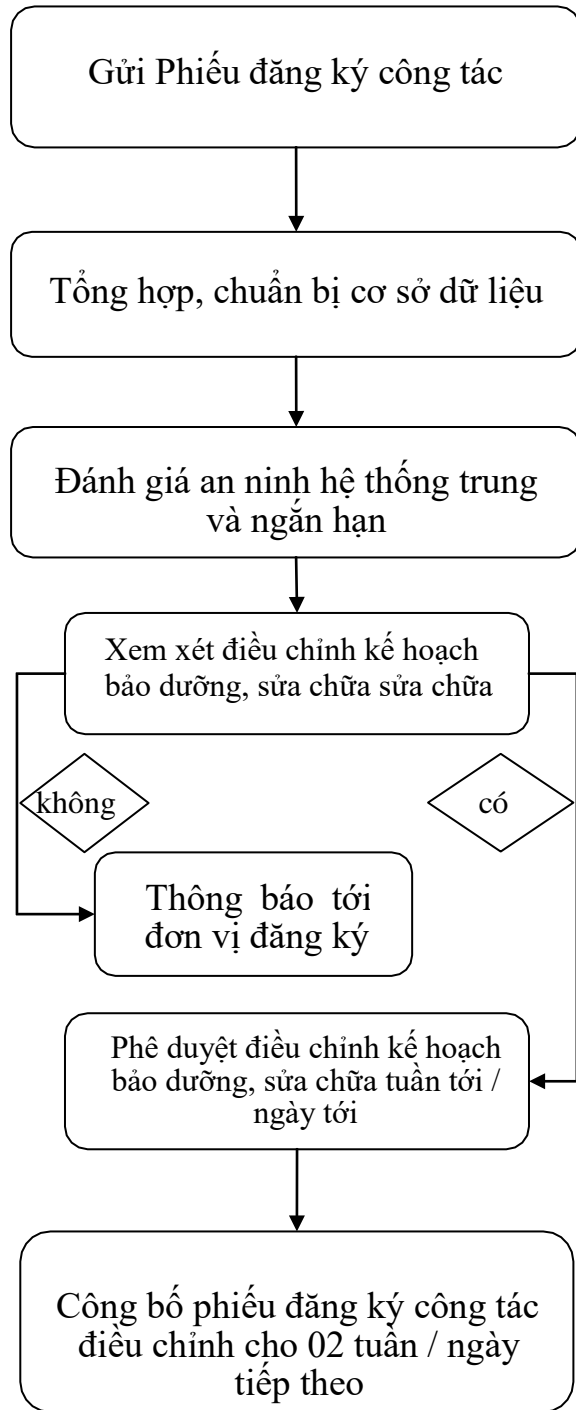 Gửi Phiếu đăng ký công tác
Tổng hợp, chuẩn bị cơ sở dữ liệu
Đánh giá an ninh hệ thống trung
và ngắn hạn
Xem xét điều chỉnh kế hoạch
bảo dưỡng, sửa chữa sửa chữa
không
có
Thông báo tới
đơn vị đăng ký
Phê duyệt điều chỉnh kế hoạch
bảo dưỡng, sửa chữa tuần tới /
ngày tới
Công bố phiếu đăng ký công tác
điều chỉnh cho 02 tuần / ngày
tiếp theo